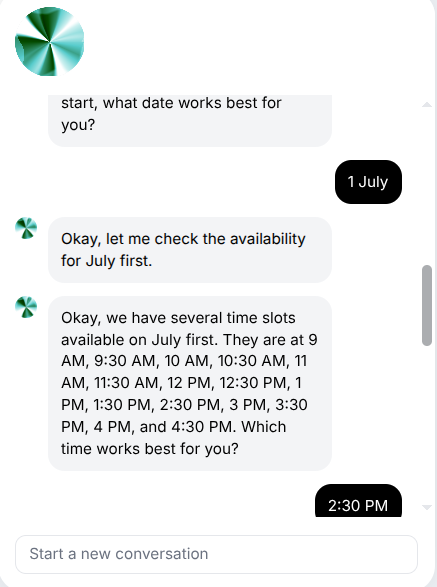 start, what date works best for
you?
1 July
Okay, let me check the availability
for July first.
Okay, we have several time slots
available on July first. They are at 9
AM, 9:30 AM, 10 AM, 10:30 AM, 11
AM, 11:30 AM, 12 PM, 12:30 PM, 1
PM, 1:30 PM, 2:30 PM, 3 PM, 3:30
PM, 4 PM, and 4:30 PM. Which
time works best for you?
2:30 PM
Start a new conversation